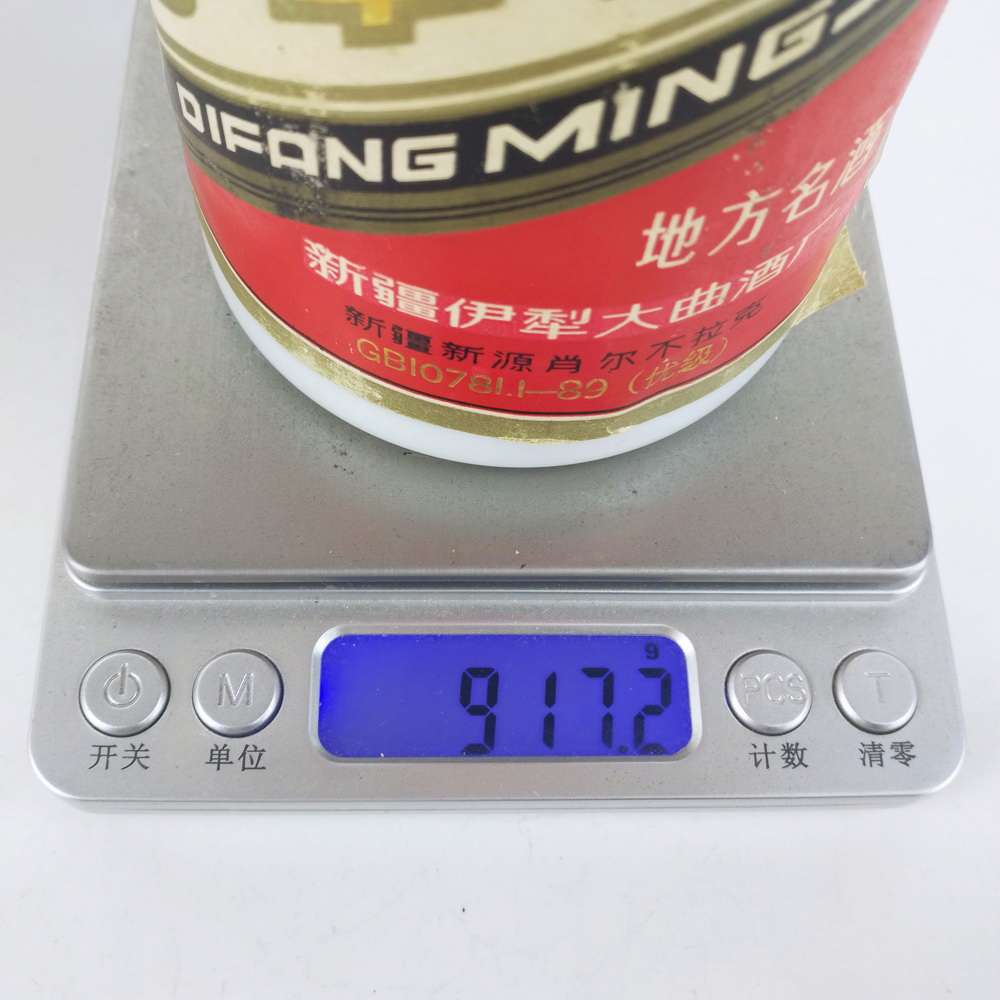 DIFANG MING
地方名酒
新疆伊犁大曲酒厂
新疆新源肖尔不拉克
GB10781.1—89 (优级)
g
917.2
M
PCS
T
开关
单位
计数
清零